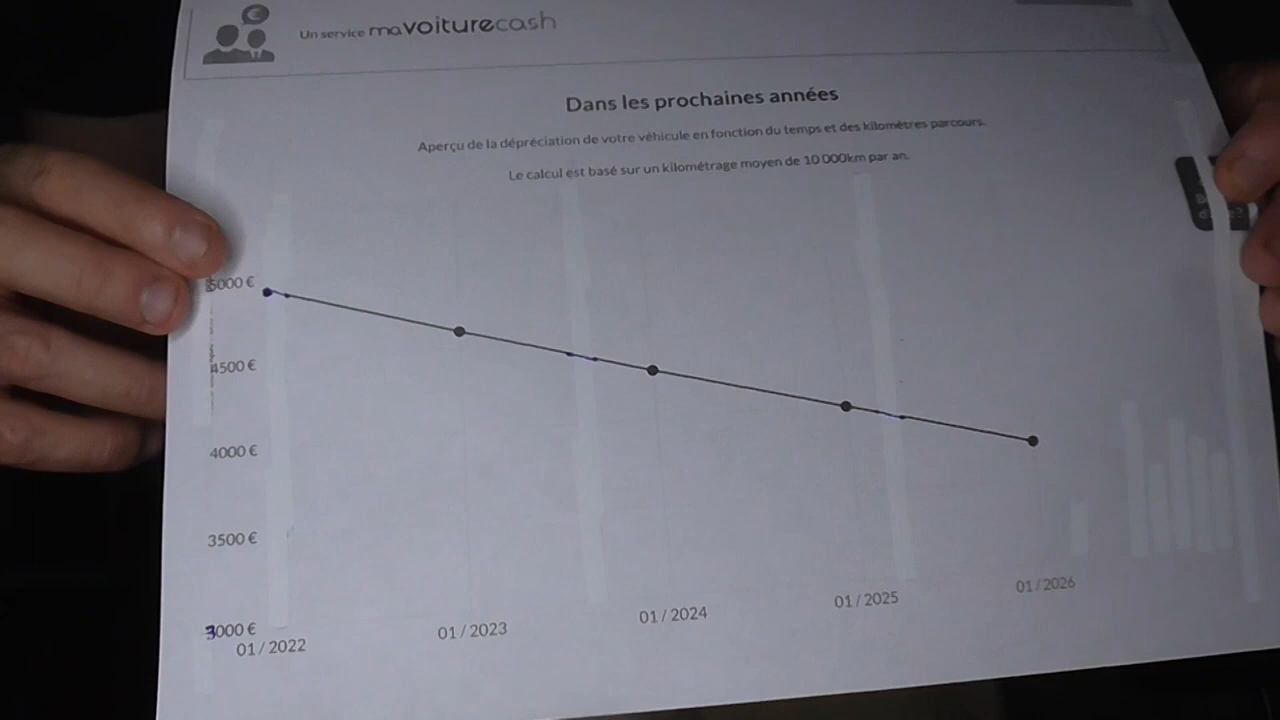 Un service mavoiturecash
Dans les prochaines années
Aperçu de la dépréciation de votre véhicule en fonction du temps et des kilomètres parcours.
Le calcul est basé sur un kilométrage moyen de 10 000km par an.
5000 €
4500 €
4000 €
3500 €
3000 €
01 / 2022
01 / 2023
01 / 2024
01 / 2025
01 / 2026